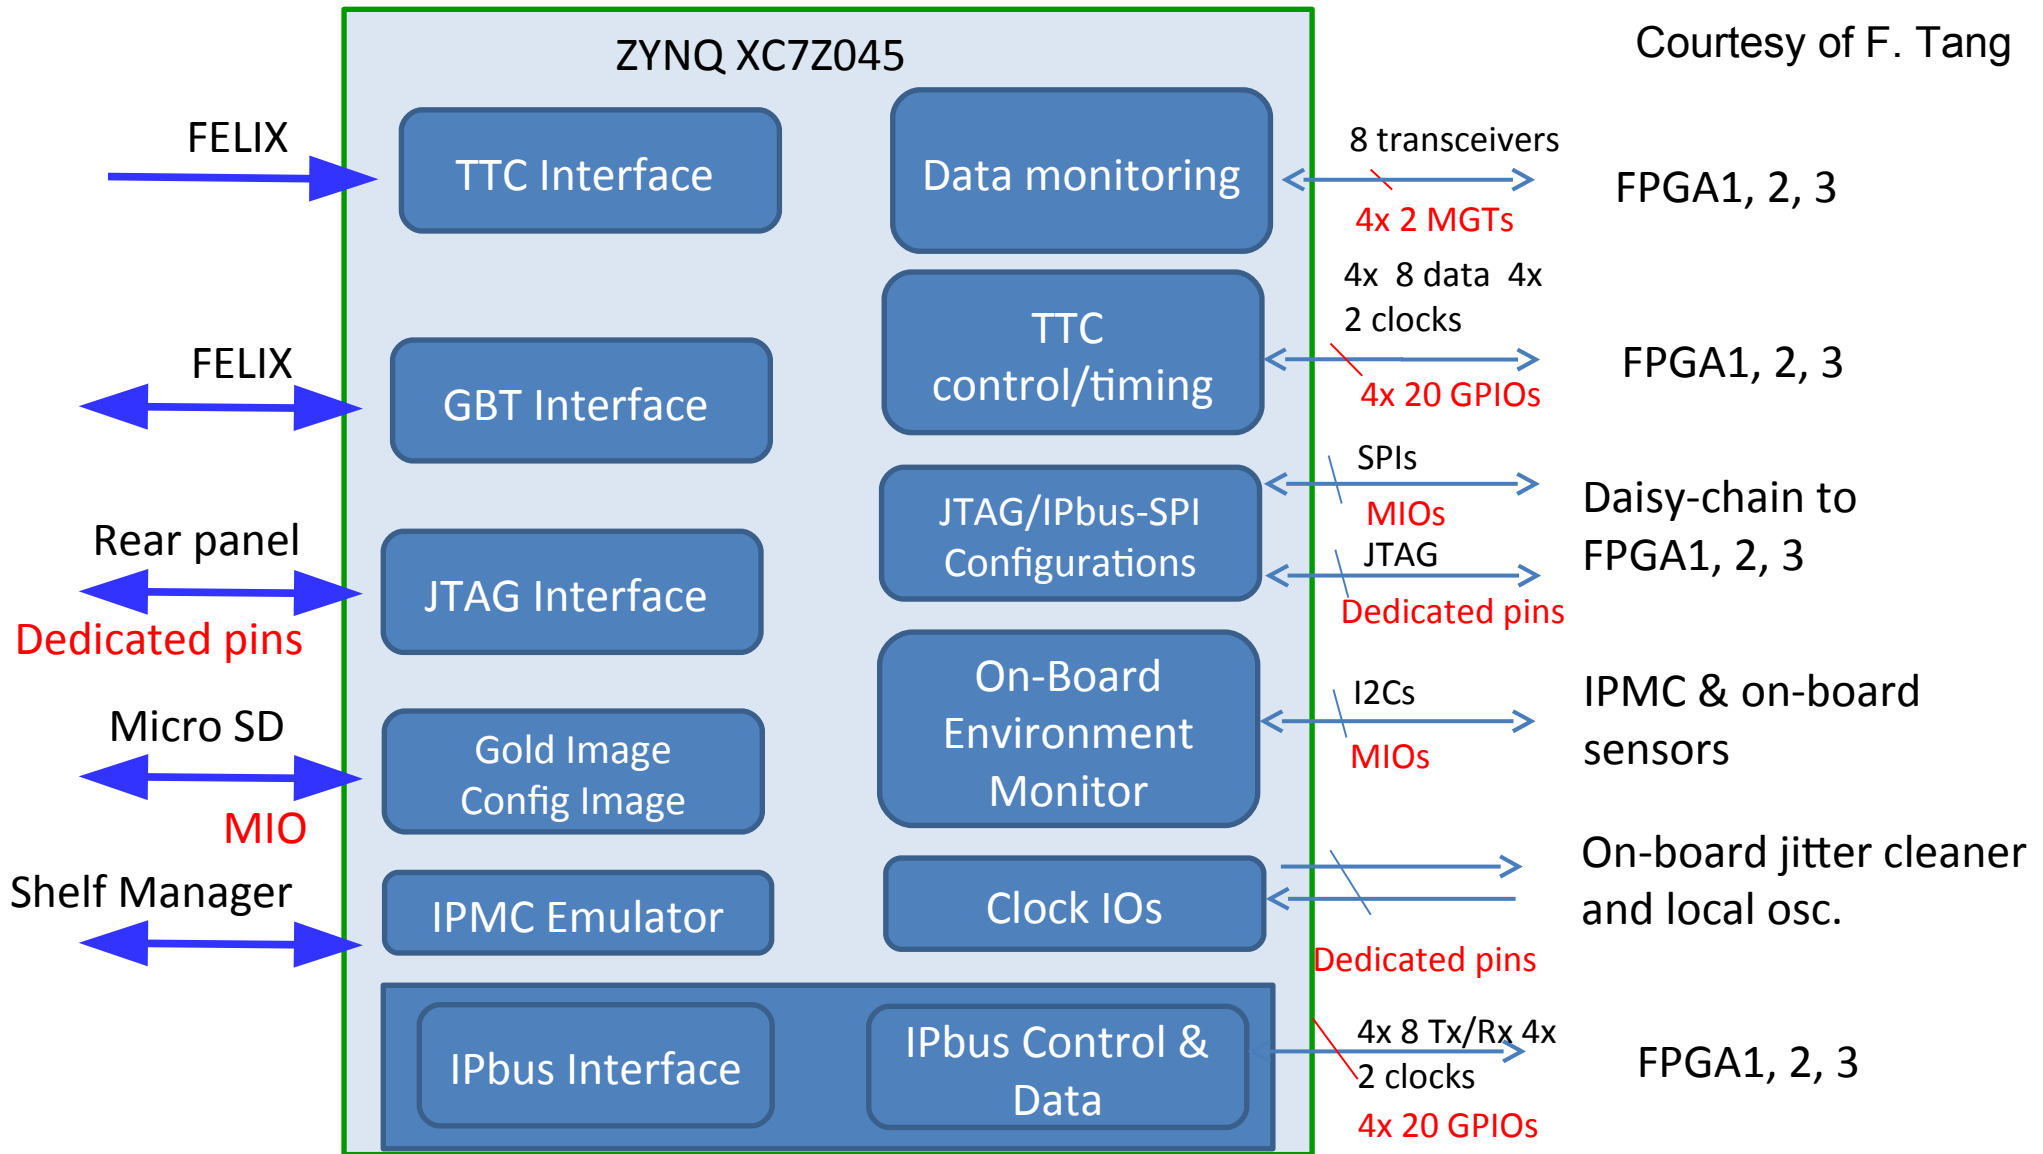 ZYNQ XC7Z045
Courtesy of F. Tang
FELIX
TTC Interface
FELIX
GBT Interface
Rear panel
JTAG Interface
Dedicated pins
Micro SD
Gold Image
Config Image
MIO
Shelf Manager
IPMC Emulator
IPbus Interface
Data monitoring
8 transceivers
4x 2 MGTs
FPGA1, 2, 3
TTC
control/timing
4x 8 data 4x
2 clocks
4x 20 GPIOs
FPGA1, 2, 3
JTAG/IPbus-SPI
Configurations
SPIs
MIOs
JTAG
Dedicated pins
Daisy-chain to
FPGA1, 2, 3
On-Board
Environment
Monitor
I2Cs
MIOs
IPMC & on-board
sensors
Clock IOs
Dedicated pins
On-board jitter cleaner
and local osc.
IPbus Control &
Data
4x 8 Tx/Rx 4x
2 clocks
4x 20 GPIOs
FPGA1, 2, 3